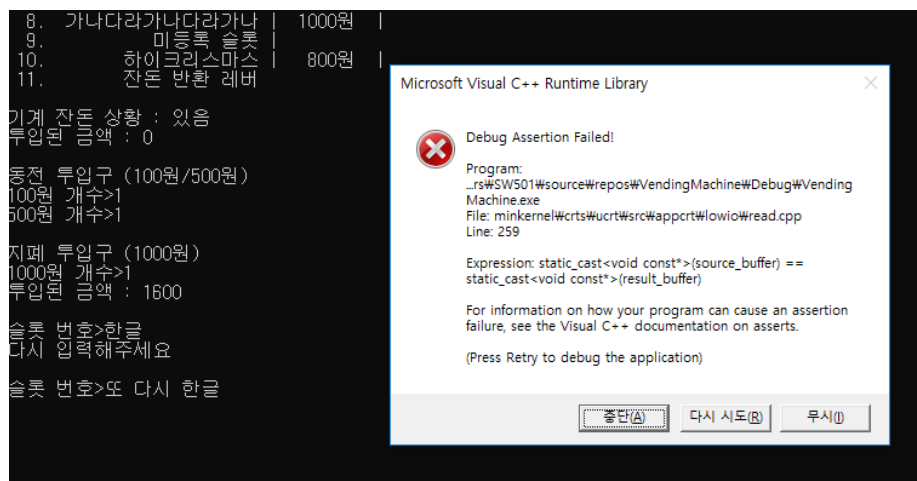 8. 가나다라가나다라가나 | 1000원 |
9. 미등록 슬롯 |
10. 하이크리스마스 | 800원 |
11. 잔돈 반환 레버
기계 잔돈 상황 : 있음
투입된 금액 : 0
동전 투입구 (100원/500원)
100원 개수>1
500원 개수>1
지폐 투입구 (1000원)
1000원 개수>1
투입된 금액 : 1600
슬롯 번호>한글
다시 입력해주세요
슬롯 번호>또 다시 한글
Microsoft Visual C++ Runtime Library
Debug Assertion Failed!
Program:
...rs₩SW501₩source₩repos₩VendingMachine₩Debug₩Vending
Machine.exe
File: minkernel₩crts₩ucrt₩src₩appcrt₩lowio₩read.cpp
Line: 259
Expression: static_cast<void const*>(source_buffer) ==
static_cast<void const*>(result_buffer)
For information on how your program can cause an assertion
failure, see the Visual C++ documentation on asserts.
(Press Retry to debug the application)
중단(A) 다시 시도(R) 무시(I)